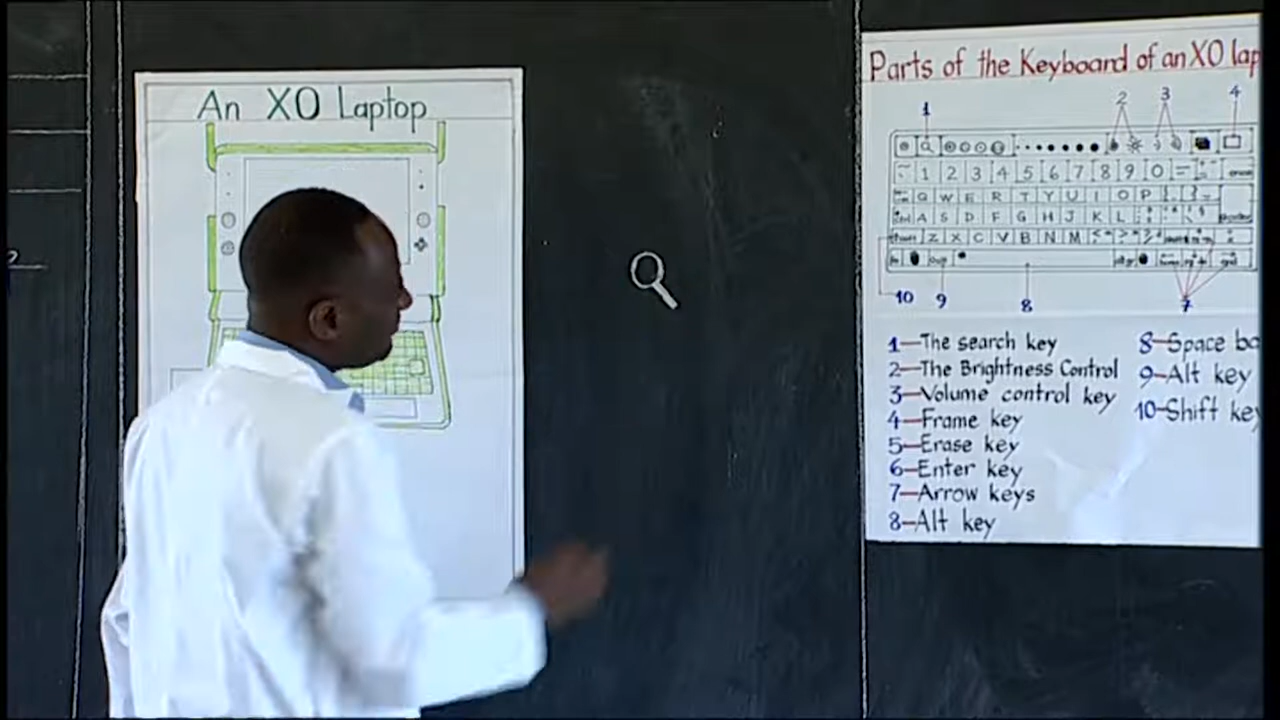 An XO Laptop
Parts of the Keyboard of an XO lap
1
2
3
4
1 2 3 4 5 6 7 8 9 0
Q W E R T Y U I O P
A S D F G H J K L
Z X C V B N M
10
9
8
7
1-The search key
2-The Brightness Control
3-Volume control key
4-Frame key
5-Erase key
6-Enter key
7-Arrow keys
8-Alt key
8-Space ba
9-Alt key
10-Shift key